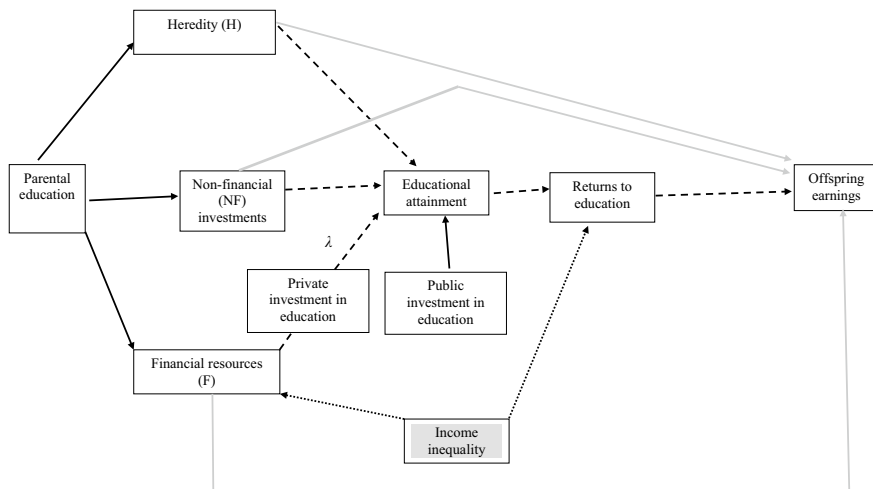 Heredity (H)
Parental
education
Non-financial
(NF)
investments
Educational
attainment
Returns to
education
Offspring
earnings
λ
Private
investment in
education
Public
investment in
education
Financial resources
(F)
Income
inequality